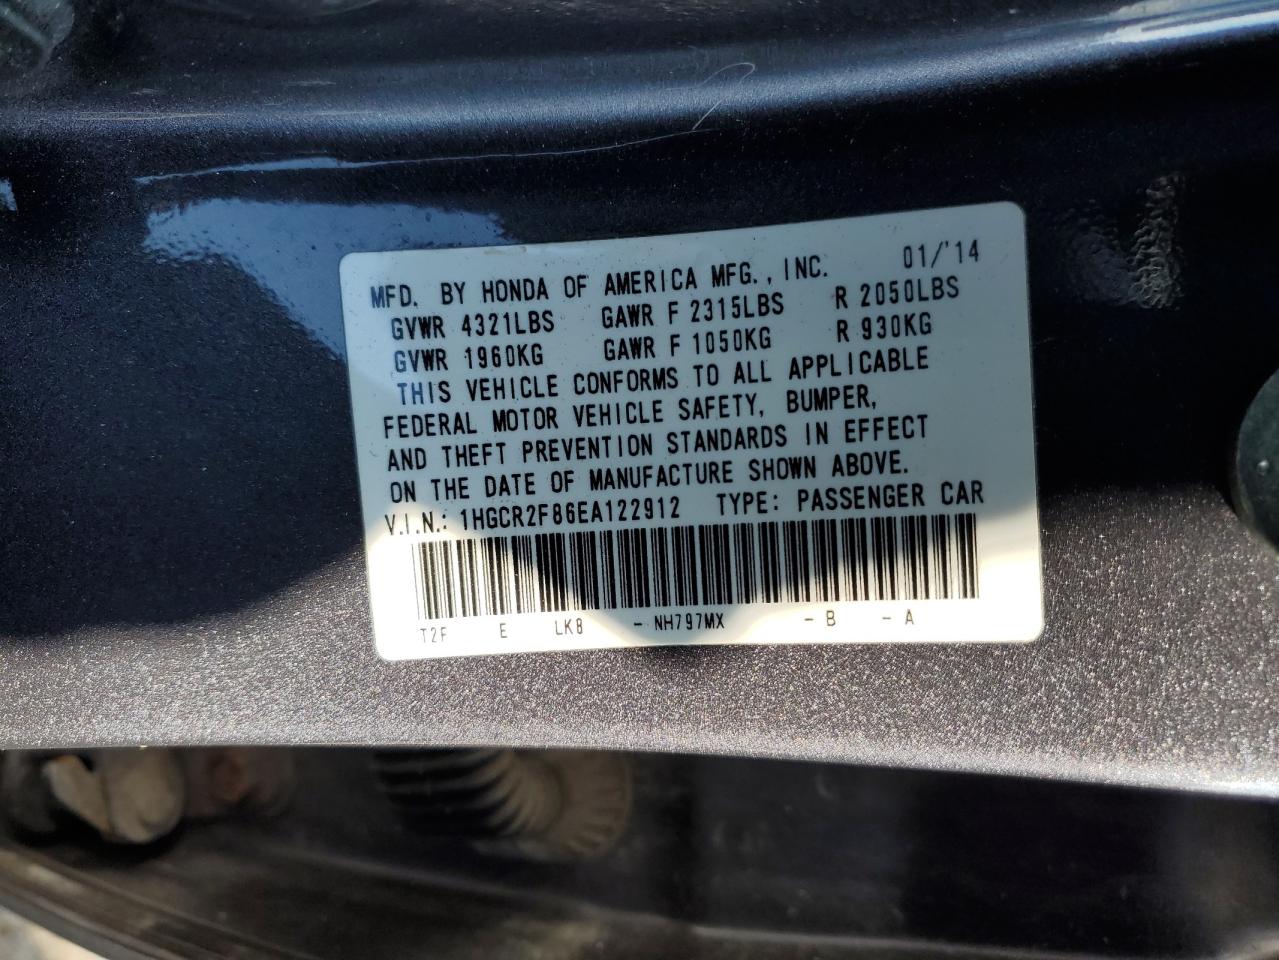 MFD. BY HONDA OF AMERICA MFG., INC. 01/'14
GVWR 4321LBS GAWR F 2315LBS R 2050LBS
GVWR 1960KG GAWR F 1050KG R 930KG
THIS VEHICLE CONFORMS TO ALL APPLICABLE
FEDERAL MOTOR VEHICLE SAFETY, BUMPER,
AND THEFT PREVENTION STANDARDS IN EFFECT
ON THE DATE OF MANUFACTURE SHOWN ABOVE.
V.I.N.: 1HGCR2F86EA122912 TYPE: PASSENGER CAR
T2F E LK8 - NH797MX - B - A